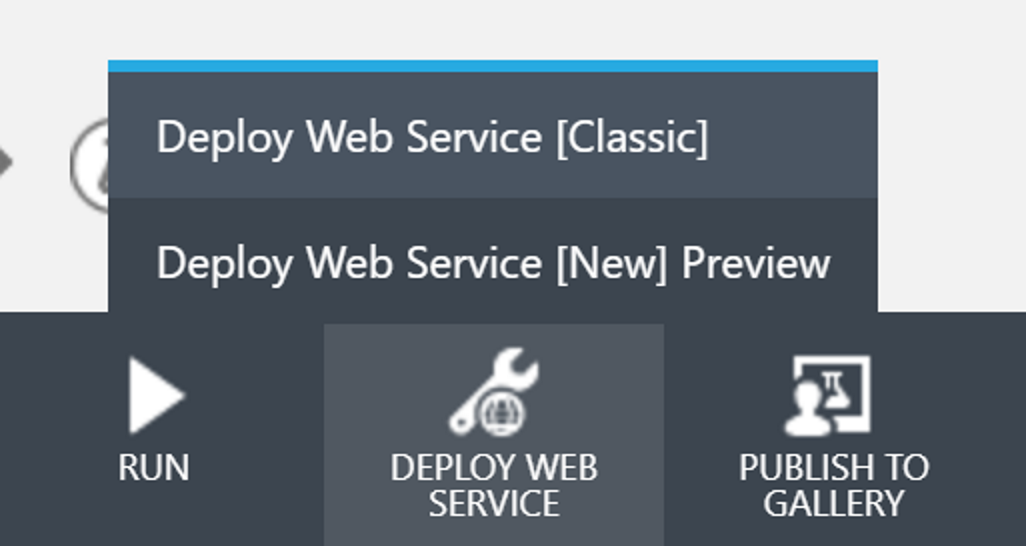 Deploy Web Service [Classic]
Deploy Web Service [New] Preview
RUN
DEPLOY WEB
SERVICE
PUBLISH TO
GALLERY